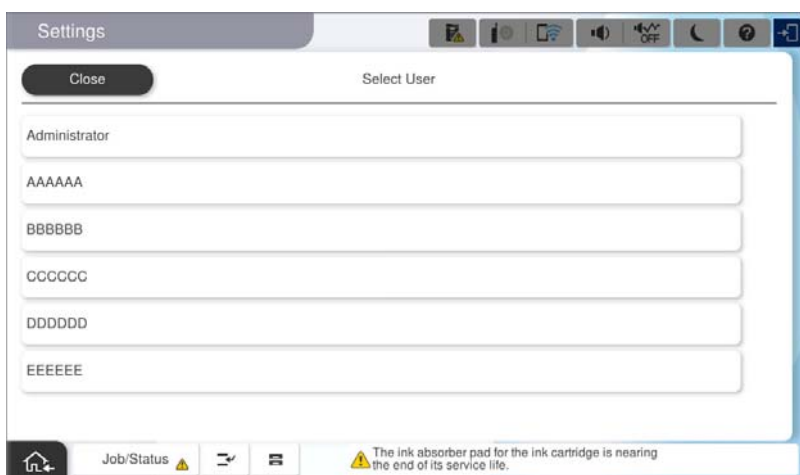 Settings
OFF
Close
Select User
Administrator
AAAAAA
BBBBBB
CCCCCC
DDDDDD
EEEEEE
Job/Status
The ink absorber pad for the ink cartridge is nearing
the end of its service life.